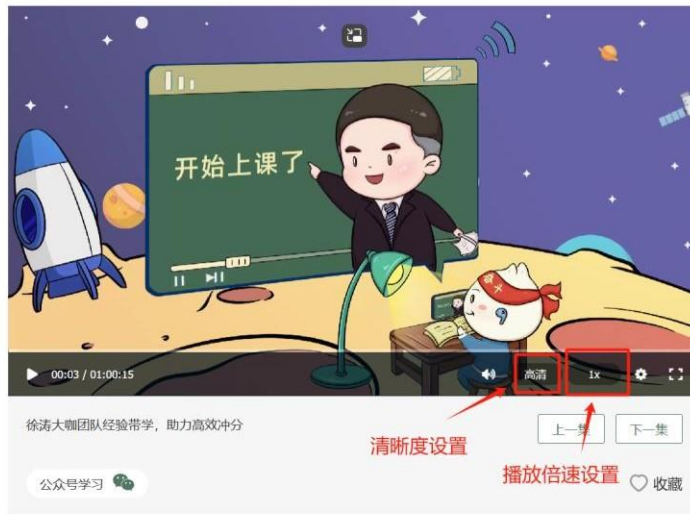 开始上课了
00:03 / 01:00:15
高清
1x
徐涛大咖团队经验带学，助力高效冲分
清晰度设置
上一集
下一集
播放倍速设置
公众号学习
收藏